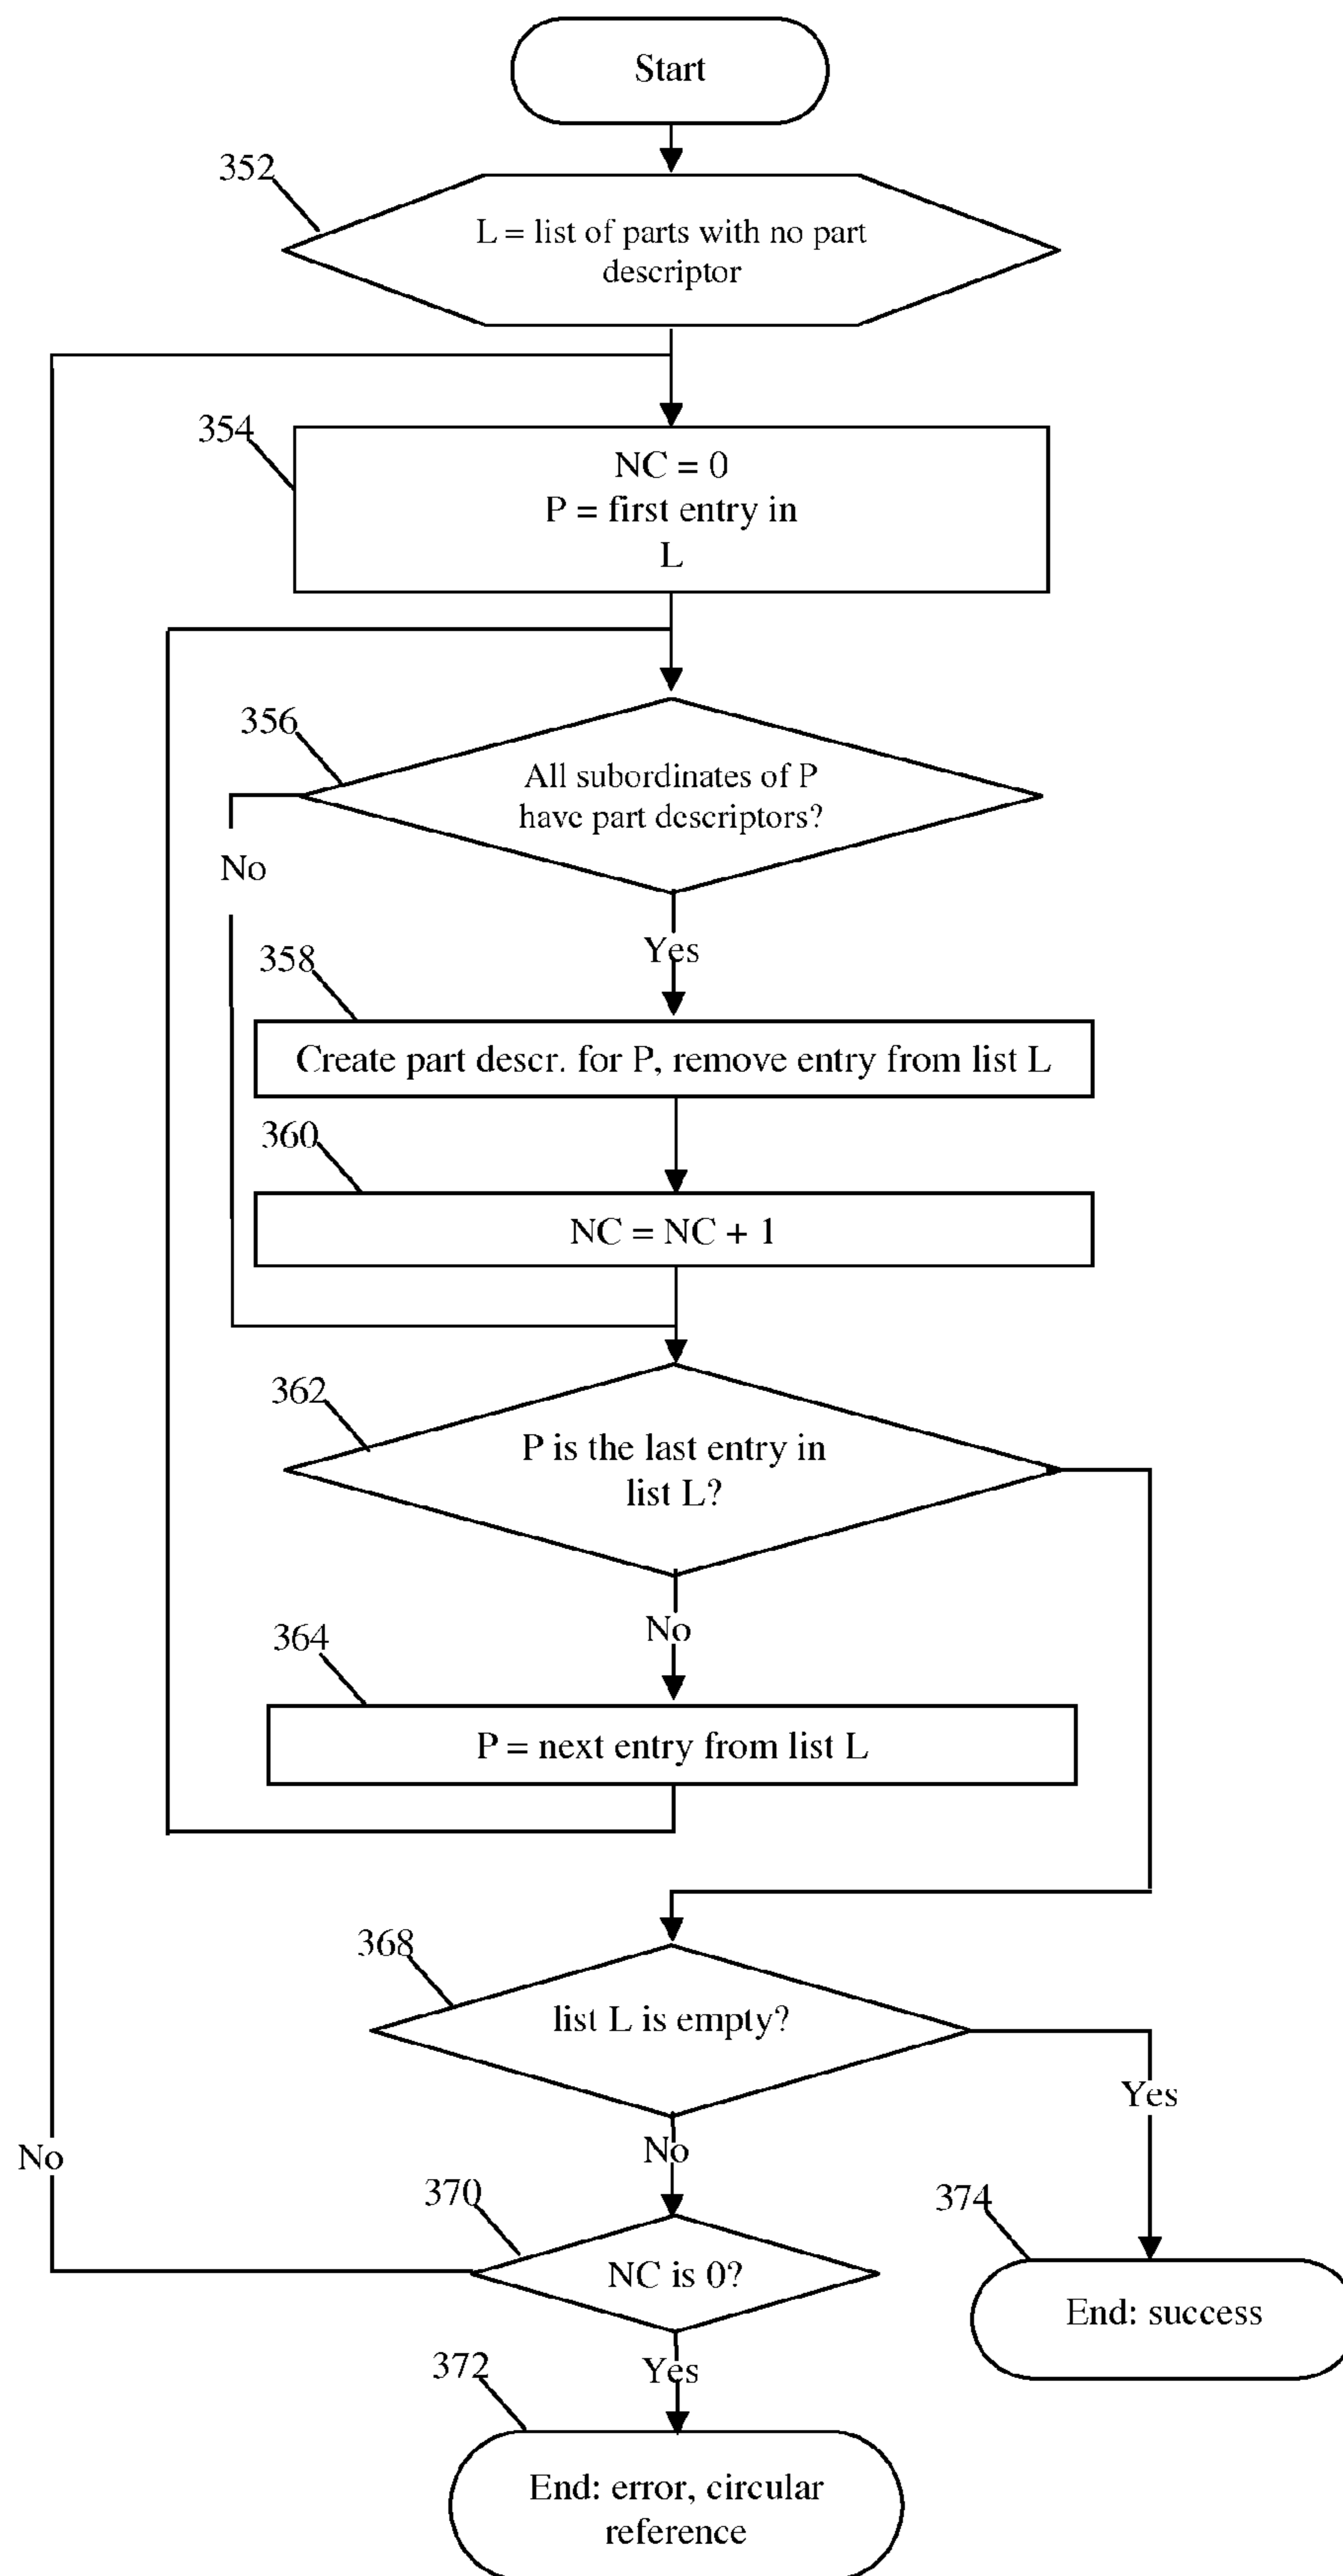 Start
352
L = list of parts with no part
descriptor
354
NC = 0
P = first entry in
L
356
All subordinates of P
have part descriptors?
No
Yes
358
Create part descr. for P, remove entry from list L
360
NC = NC + 1
362
P is the last entry in
list L?
No
364
P = next entry from list L
368
list L is empty?
Yes
No
No
370
374
NC is 0?
End: success
Yes
372
End: error, circular
reference